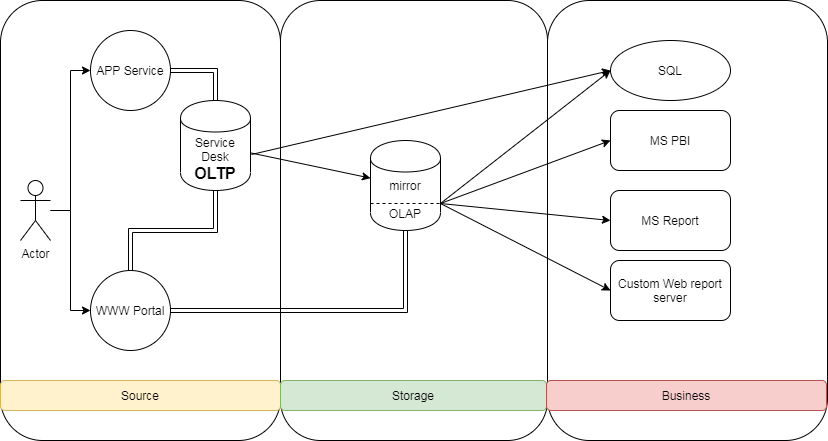 APP Service
Service
Desk
OLTP
Actor
WWW Portal
mirror
OLAP
SQL
MS PBI
MS Report
Custom Web report
server
Source
Storage
Business